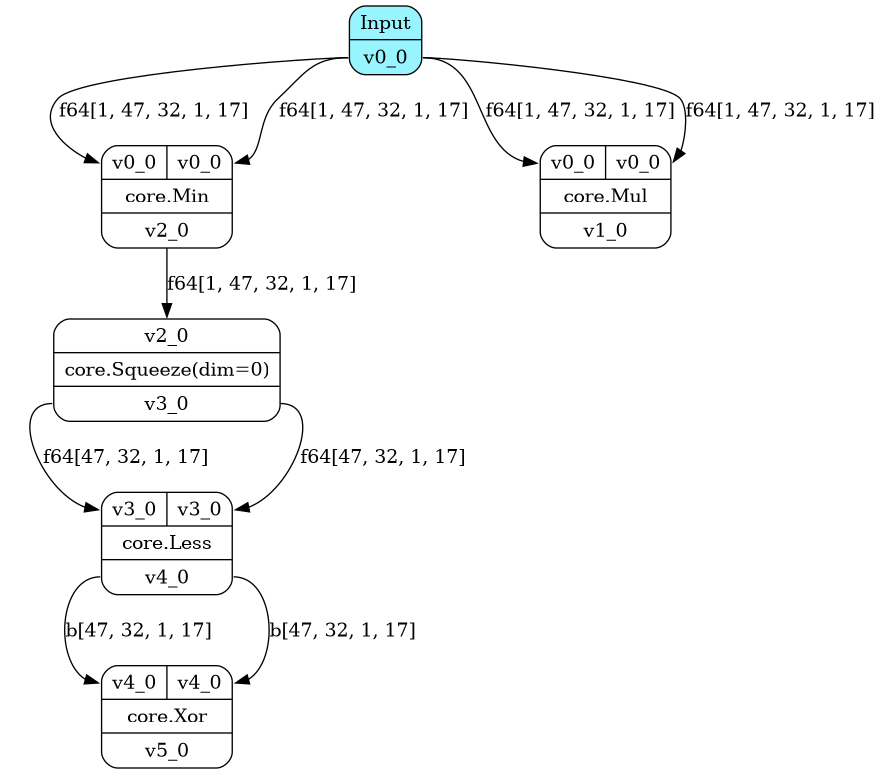 Input
v0_0
f64[1, 47, 32, 1, 17] f64[1, 47, 32, 1, 17] f64[1, 47, 32, 1, 17] f64[1, 47, 32, 1, 17]
v0_0 v0_0 v0_0 v0_0
core.Min core.Mul
v2_0 v1_0
f64[1, 47, 32, 1, 17]
v2_0
core.Squeeze(dim=0)
v3_0
f64[47, 32, 1, 17] f64[47, 32, 1, 17]
v3_0 v3_0
core.Less
v4_0
b[47, 32, 1, 17] b[47, 32, 1, 17]
v4_0 v4_0
core.Xor
v5_0